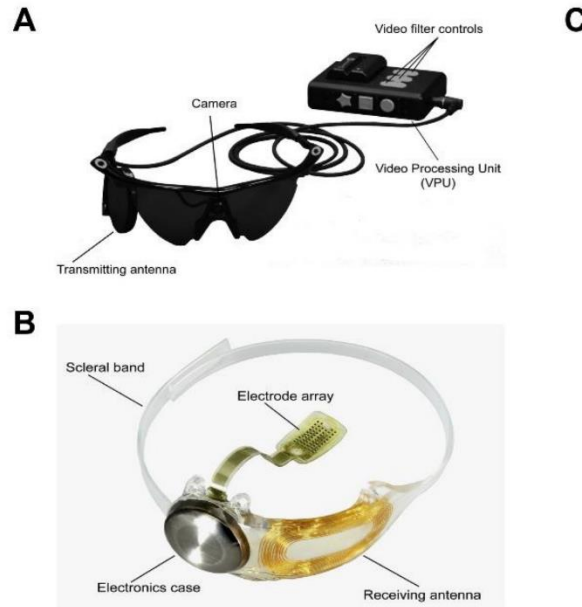 A
C
Video filter controls
Camera
Video Processing Unit
(VPU)
Transmitting antenna
B
Scleral band
Electrode array
Electronics case
Receiving antenna